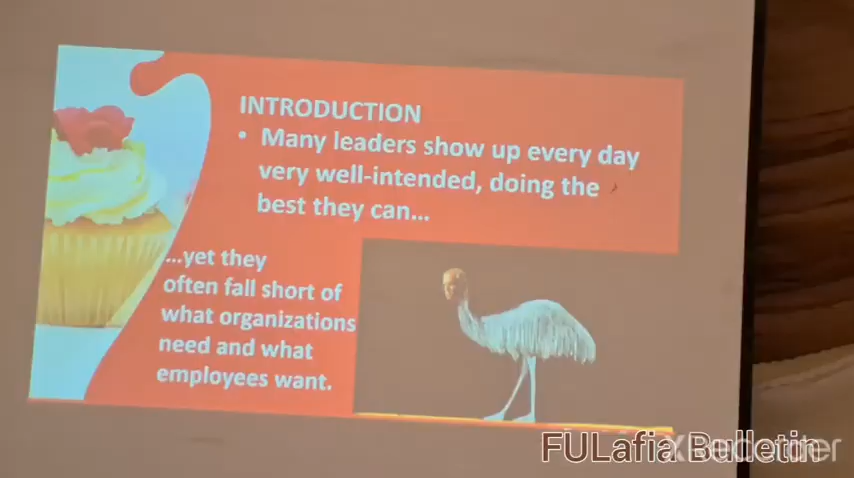 INTRODUCTION
• Many leaders show up every day
very well-intended, doing the
best they can...
...yet they
often fall short of
what organizations
need and what
employees want.
FULafia Bulletin
XRecorder